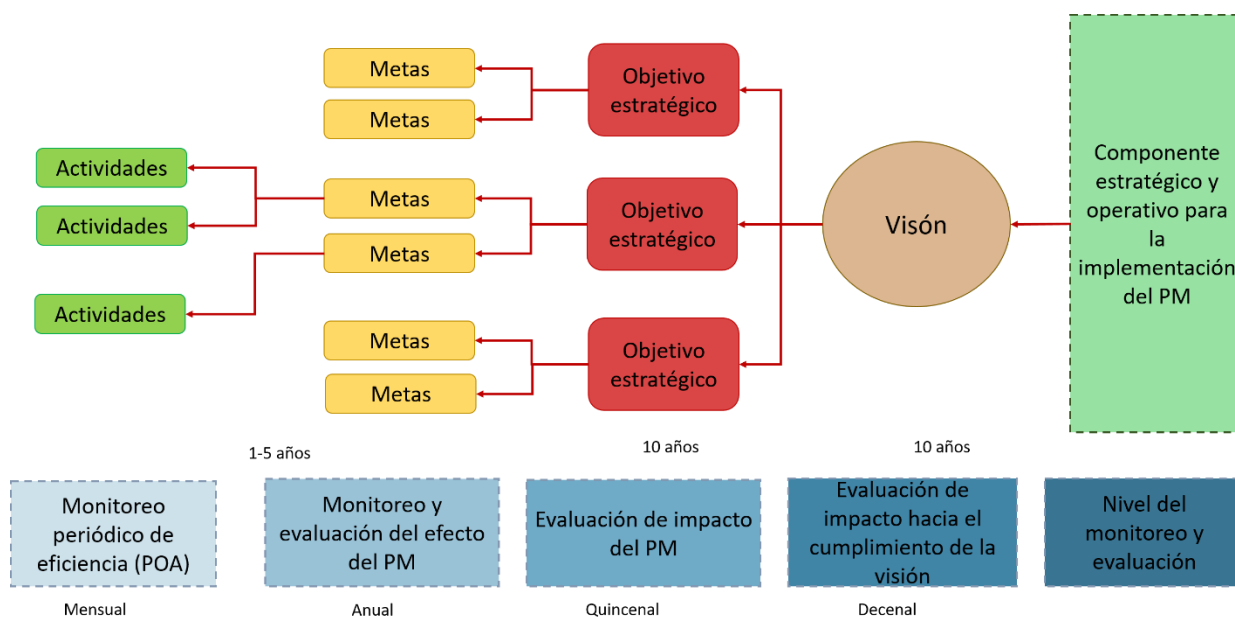 Metas
Metas
Actividades
Actividades
Actividades
Metas
Metas
Metas
Metas
Objetivo
estratégico
Objetivo
estratégico
Objetivo
estratégico
Visón
Componente
estratégico y
operativo para
la
implementación
del PM
1-5 años
10 años
10 años
Monitoreo
periódico de
eficiencia (POA)
Monitoreo y
evaluación del efecto
del PM
Evaluación de impacto
del PM
Evaluación de
impacto hacia el
cumplimiento de la
visión
Nivel del
monitoreo y
evaluación
Mensual
Anual
Quincenal
Decenal